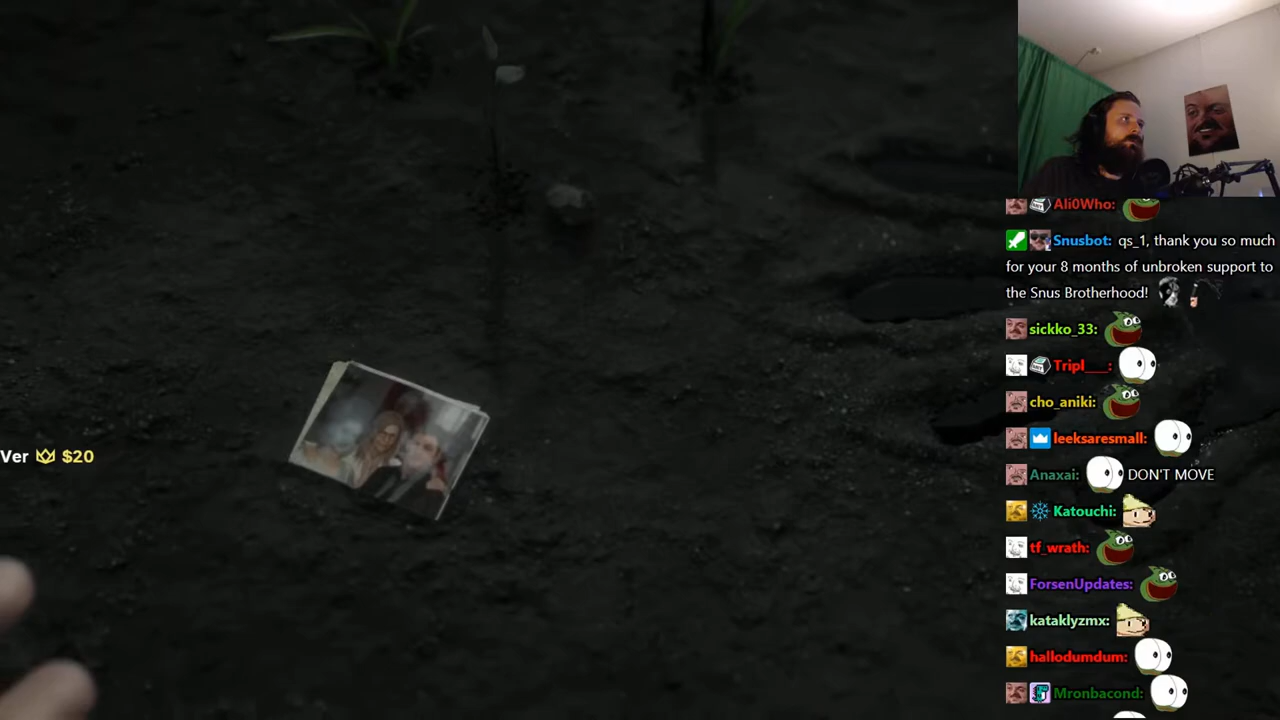 Ali0Who:
Snusbot: qs_1, thank you so much
for your 8 months of unbroken support to
the Snus Brotherhood!
sickko_33:
Tripl___:
cho_aniki:
leeksaresmall:
Ver $20
Anaxai: DON'T MOVE
Katouchi:
tf_wrath:
ForsenUpdates:
kataklyzmx:
hallodumdum:
Mronbacond: